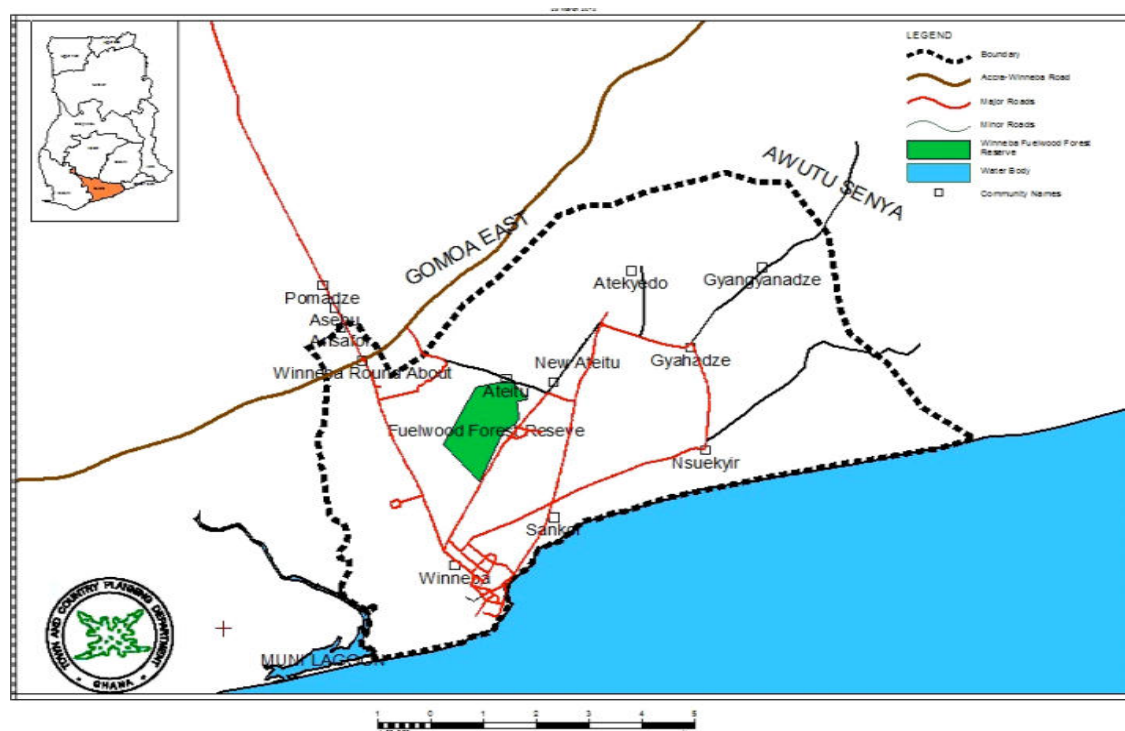 LEGEND
Boundary
Accra-Winneba Road
Major Roads
Minor Roads
Winneba Fuelwood Forest
Reserve
Water Body
Community Names
AWUTU SENYA
GOMOA EAST
Atekyedo
Gyangyanadze
Pomadze
Asebu
Ansafor
Winneba Round About
New Ateitu
Gyahadze
Ateitu
Fuelwood Forest Reseve
Nsuekyir
Sankor
Winneba
MUNI LAGOON
TOWN AND COUNTRY PLANNING DEPARTMENT
GHANA
1 0 1 2 3 4 5